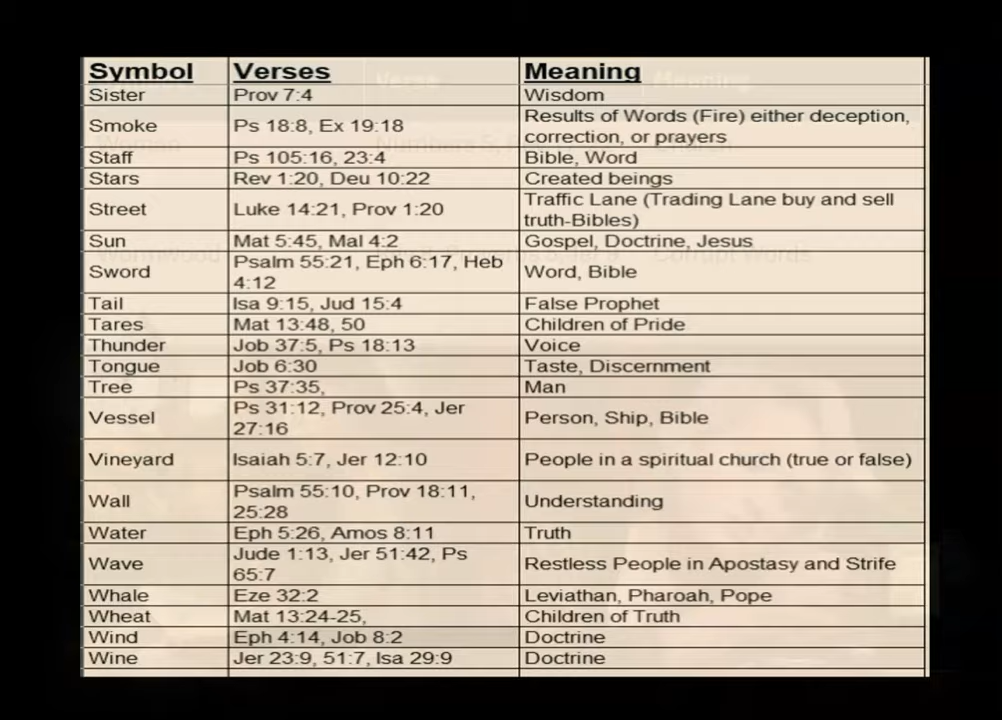 Symbol Verses Meaning
Sister Prov 7:4 Wisdom
Smoke Ps 18:8, Ex 19:18 Results of Words (Fire) either deception,
correction, or prayers
Staff Ps 105:16, 23:4 Bible, Word
Stars Rev 1:20, Deu 10:22 Created beings
Street Luke 14:21, Prov 1:20 Traffic Lane (Trading Lane buy and sell
truth-Bibles)
Sun Mat 5:45, Mal 4:2 Gospel, Doctrine, Jesus
Sword Psalm 55:21, Eph 6:17, Heb
4:12 Word, Bible
Tail Isa 9:15, Jud 15:4 False Prophet
Tares Mat 13:48, 50 Children of Pride
Thunder Job 37:5, Ps 18:13 Voice
Tongue Job 6:30 Taste, Discernment
Tree Ps 37:35, Man
Vessel Ps 31:12, Prov 25:4, Jer
27:16 Person, Ship, Bible
Vineyard Isaiah 5:7, Jer 12:10 People in a spiritual church (true or false)
Wall Psalm 55:10, Prov 18:11,
25:28 Understanding
Water Eph 5:26, Amos 8:11 Truth
Wave Jude 1:13, Jer 51:42, Ps
65:7 Restless People in Apostasy and Strife
Whale Eze 32:2 Leviathan, Pharoah, Pope
Wheat Mat 13:24-25, Children of Truth
Wind Eph 4:14, Job 8:2 Doctrine
Wine Jer 23:9, 51:7, Isa 29:9 Doctrine